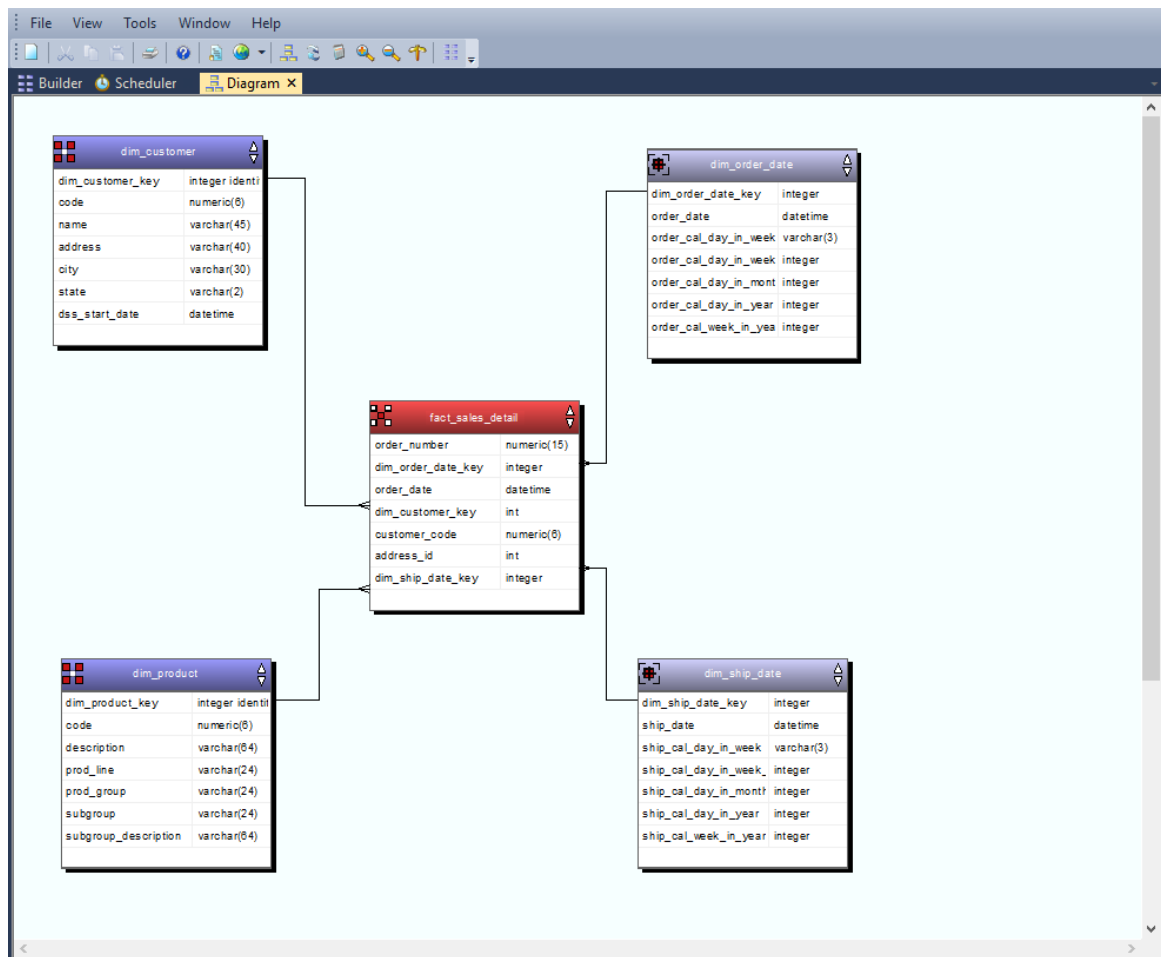 File View Tools Window Help
Builder Scheduler Diagram
dim_customer
dim_customer_key integer identi
code numeric(6)
name varchar(45)
address varchar(40)
city varchar(30)
state varchar(2)
dss_start_date datetime
dim_order_date
dim_order_date_key integer
order_date datetime
order_cal_day_in_week varchar(3)
order_cal_day_in_week integer
order_cal_day_in_mont integer
order_cal_day_in_year integer
order_cal_week_in_yea integer
fact_sales_detail
order_number numeric(15)
dim_order_date_key integer
order_date datetime
dim_customer_key int
customer_code numeric(6)
address_id int
dim_ship_date_key integer
dim_product
dim_product_key integer identit
code numeric(6)
description varchar(64)
prod_line varchar(24)
prod_group varchar(24)
subgroup varchar(24)
subgroup_description varchar(64)
dim_ship_date
dim_ship_date_key integer
ship_date datetime
ship_cal_day_in_week varchar(3)
ship_cal_day_in_week_ integer
ship_cal_day_in_month integer
ship_cal_day_in_year integer
ship_cal_week_in_year integer